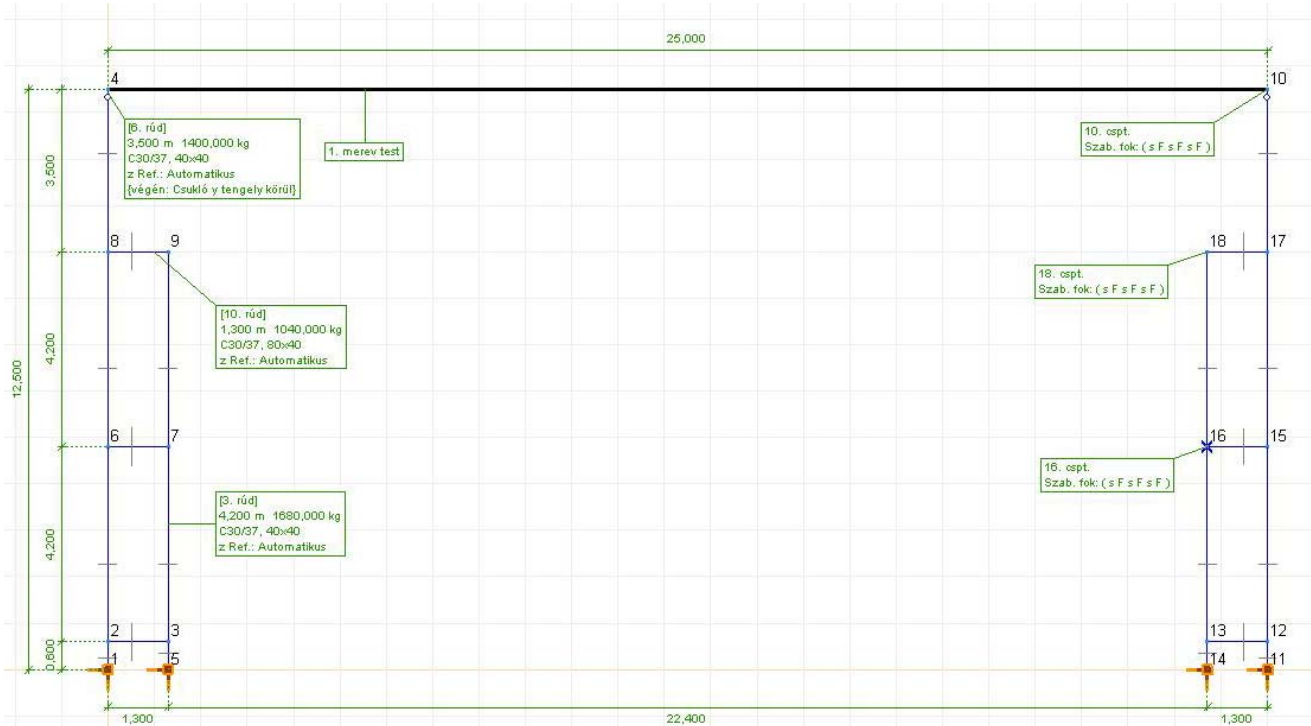 25,000
4
10
[6. rúd]
3,500 m 1400,000 kg
C30/37, 40x40
z Ref.: Automatikus
{végén: Csukló y tengely körül}
1. merev test
10. cspt.
Szab. fok: ( s F s F s F )
3,500
8
9
18
17
18. cspt.
Szab. fok: ( s F s F s F )
[10. rúd]
1,300 m 1040,000 kg
C30/37, 80x40
z Ref.: Automatikus
4,200
12,500
6
7
16
15
16. cspt.
Szab. fok: ( s F s F s F )
[3. rúd]
4,200 m 1680,000 kg
C30/37, 40x40
z Ref.: Automatikus
4,200
2
3
13
12
0,600
1
5
14
11
1,300
22,400
1,300